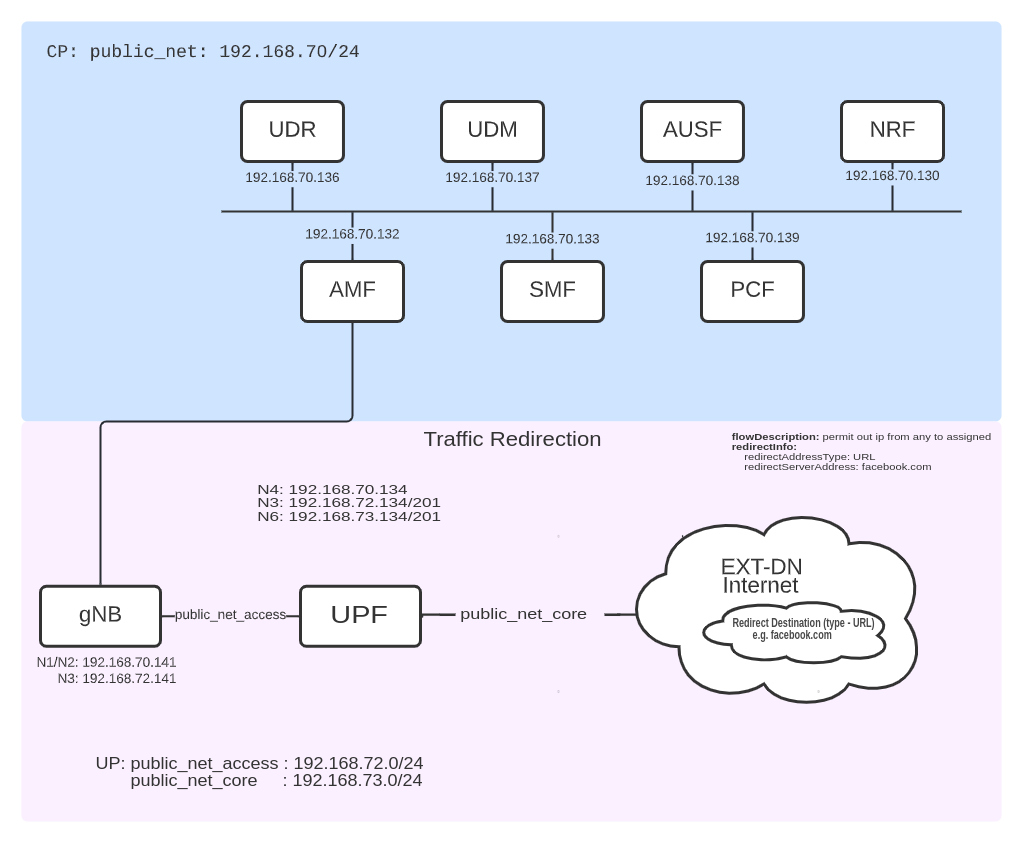 CP: public_net: 192.168.70/24
UDR
UDM
AUSF
NRF
192.168.70.136
192.168.70.137
192.168.70.138
192.168.70.130
192.168.70.132
192.168.70.133
192.168.70.139
AMF
SMF
PCF
Traffic Redirection
flowDescription: permit out ip from any to assigned
redirectInfo:
redirectAddressType: URL
redirectServerAddress: facebook.com
N4: 192.168.70.134
N3: 192.168.72.134/201
N6: 192.168.73.134/201
gNB
public_net_access
UPF
public_net_core
EXT-DN
Internet
Redirect Destination (type - URL)
e.g. facebook.com
N1/N2: 192.168.70.141
N3: 192.168.72.141
UP: public_net_access : 192.168.72.0/24
public_net_core : 192.168.73.0/24